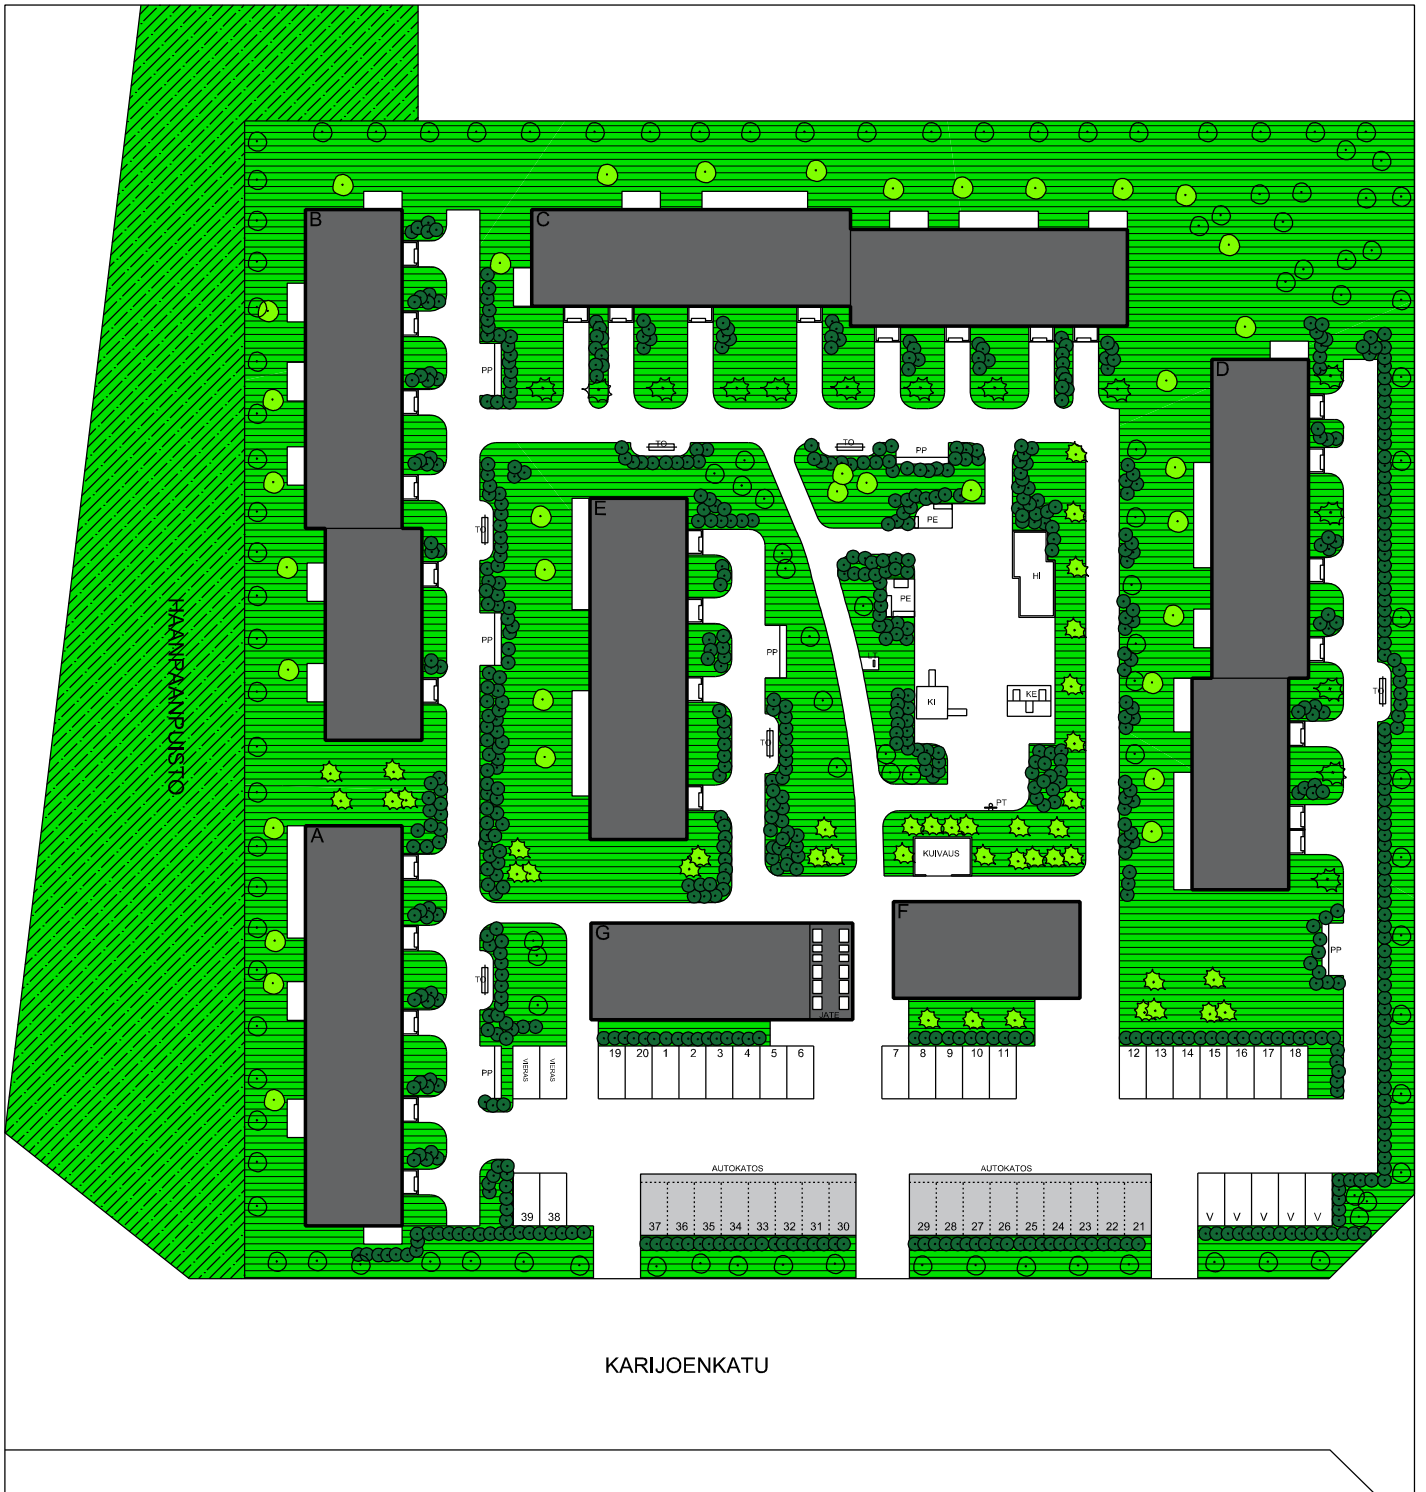 B
C
D
PP
TO
TO
PP
E
TO
PE
HI
PE
PP
PP
LT
KI
KE
TO
TO
HAANPAANPUISTO
PT
A
KUIVAUS
F
G
PP
TO
JATE
PP
VIERAS
VIERAS
19 20 1 2 3 4 5 6
7 8 9 10 11
12 13 14 15 16 17 18
AUTOKATOS
AUTOKATOS
39 38
37 36 35 34 33 32 31 30
29 28 27 26 25 24 23 22 21
V V V V V
KARIJOENKATU